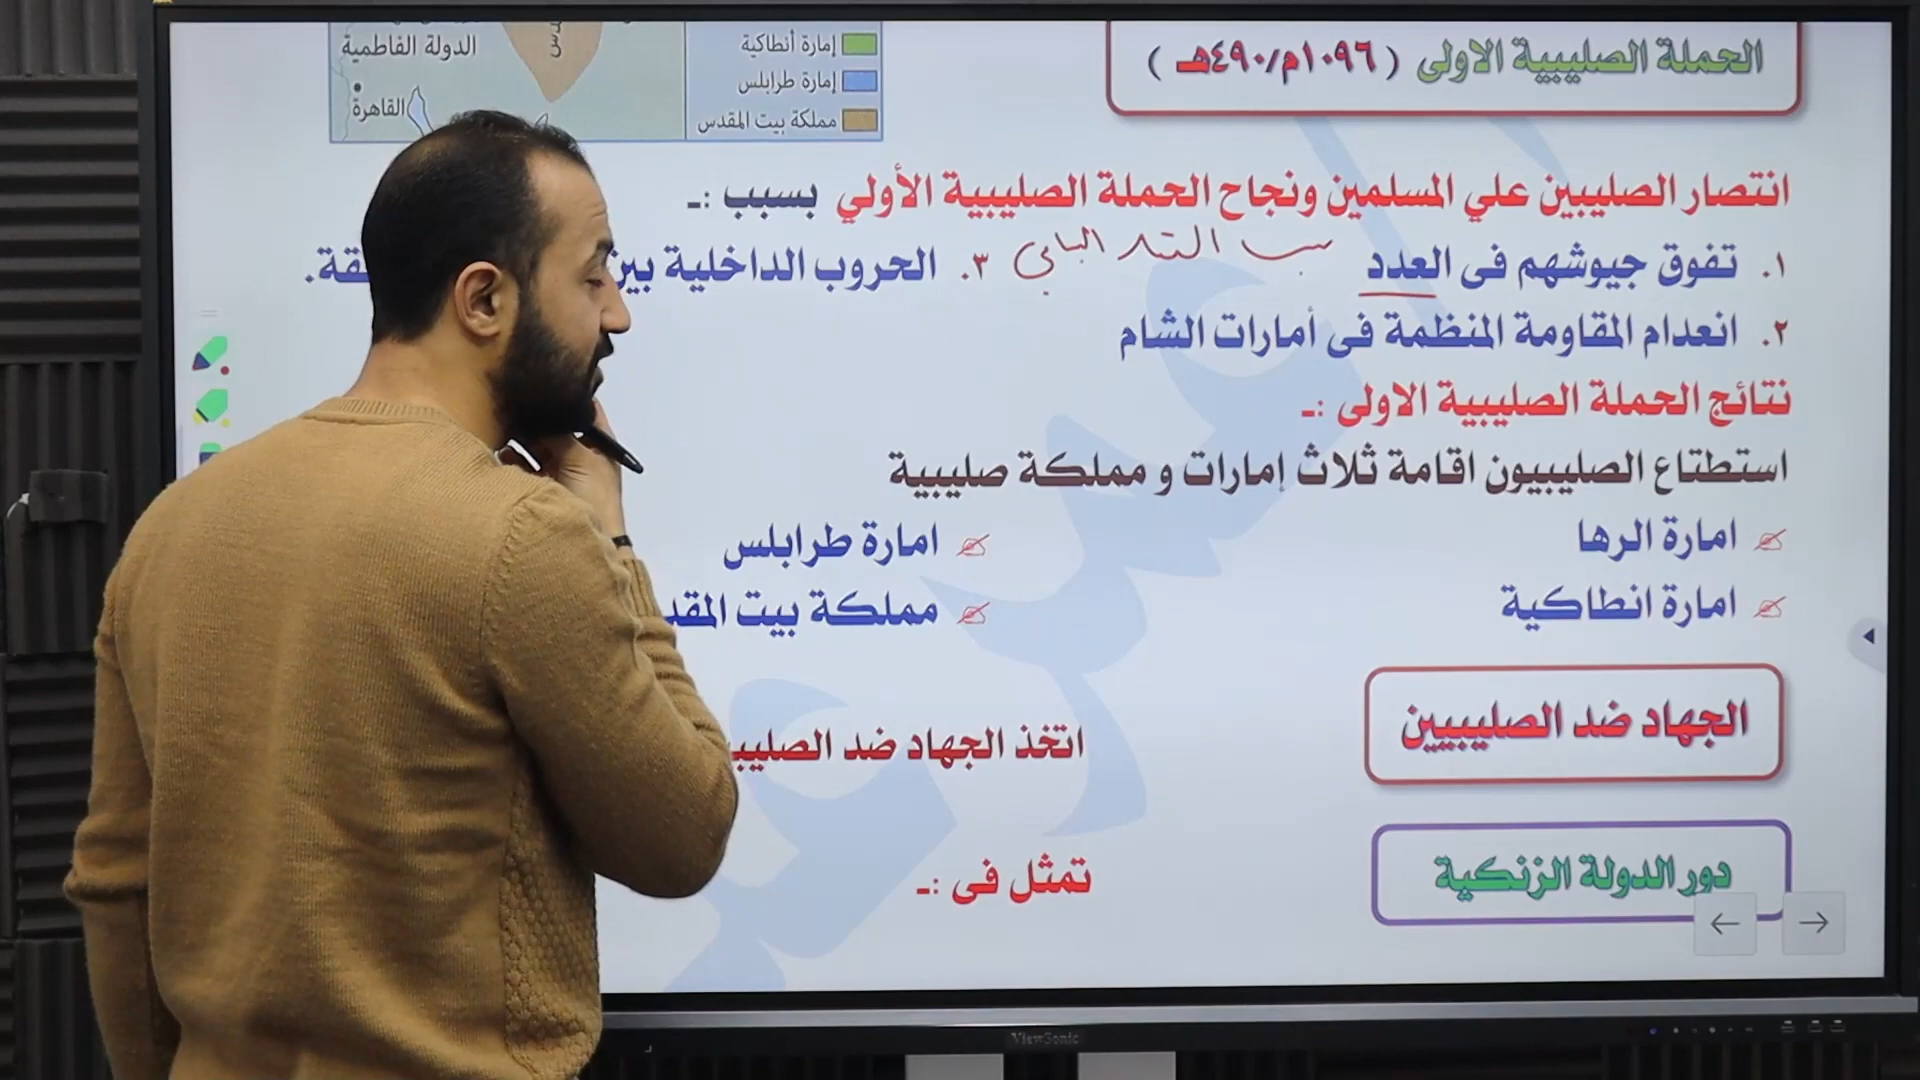 الحملة الصليبية الاولى ( ١٠٩٦م/٤٩٠هـ )
الدولة الفاطمية
القاهرة
إمارة أنطاكية
إمارة طرابلس
مملكة بيت المقدس
انتصار الصليبين علي المسلمين ونجاح الحملة الصليبية الأولي بسبب :ـ
١. تفوق جيوشهم فى العدد
٣. الحروب الداخلية بين
٢. انعدام المقاومة المنظمة فى أمارات الشام
نتائج الحملة الصليبية الاولى :ـ
استطتاع الصليبيون اقامة ثلاث إمارات و مملكة صليبية
امارة الرها
امارة طرابلس
امارة انطاكية
مملكة بيت
الجهاد ضد الصليبيين
اتخذ الجهاد ضد
دور الدولة الزنكية
تمثل فى :ـ
ViewSonic